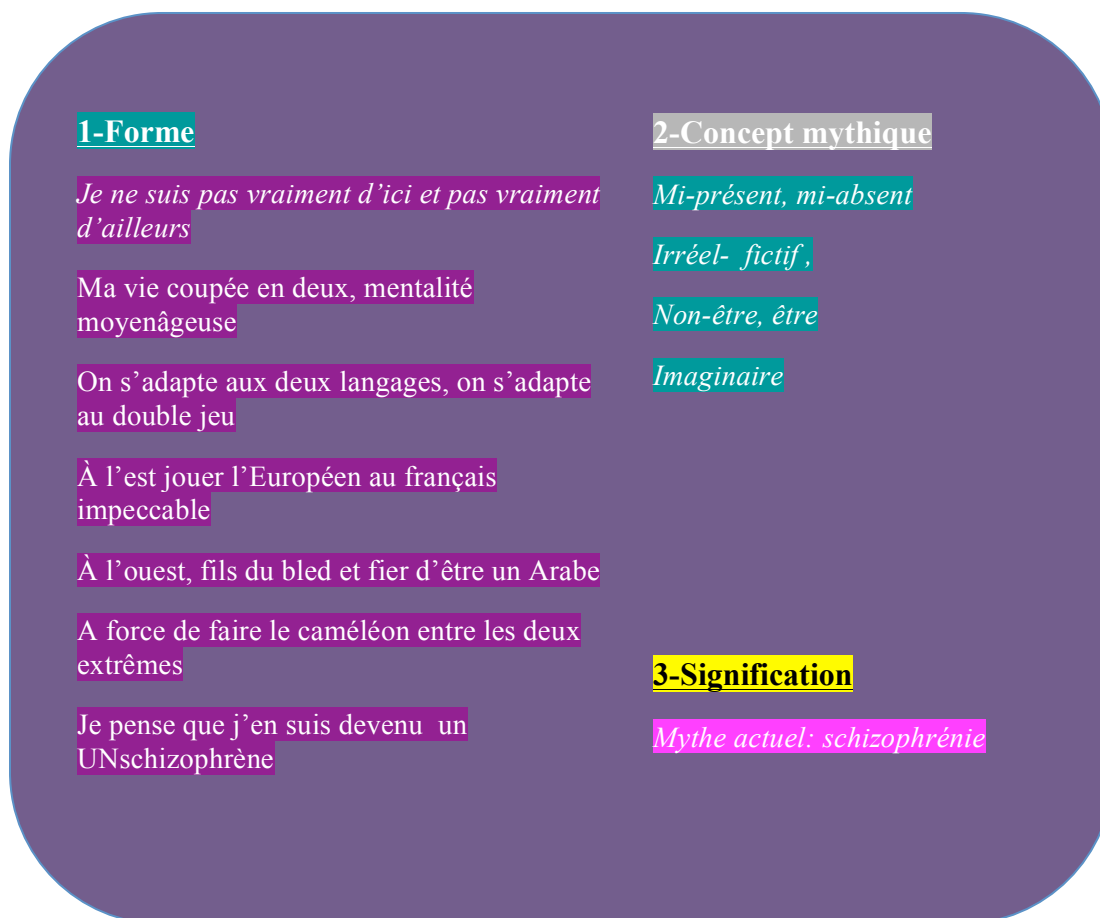 1-Forme
Je ne suis pas vraiment d’ici et pas vraiment
d’ailleurs
Ma vie coupée en deux, mentalité
moyenâgeuse
On s’adapte aux deux langages, on s’adapte
au double jeu
À l’est jouer l’Européen au français
impeccable
À l’ouest, fils du bled et fier d’être un Arabe
A force de faire le caméléon entre les deux
extrêmes
Je pense que j’en suis devenu un
UNschizophrène
2-Concept mythique
Mi-présent, mi-absent
Irréel- fictif ,
Non-être, être
Imaginaire
3-Signification
Mythe actuel: schizophrénie